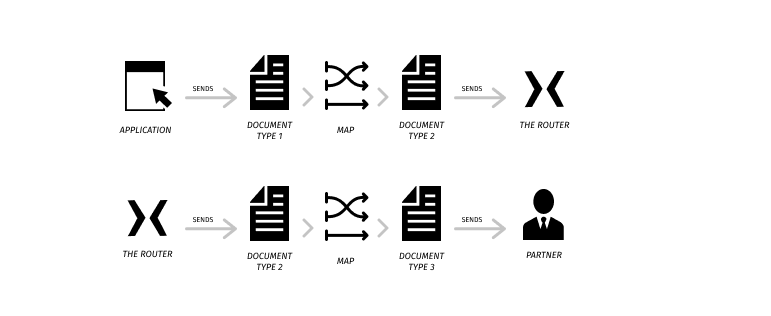 SENDS
SENDS
APPLICATION
DOCUMENT
TYPE 1
MAP
DOCUMENT
TYPE 2
THE ROUTER
SENDS
SENDS
THE ROUTER
DOCUMENT
TYPE 2
MAP
DOCUMENT
TYPE 3
PARTNER